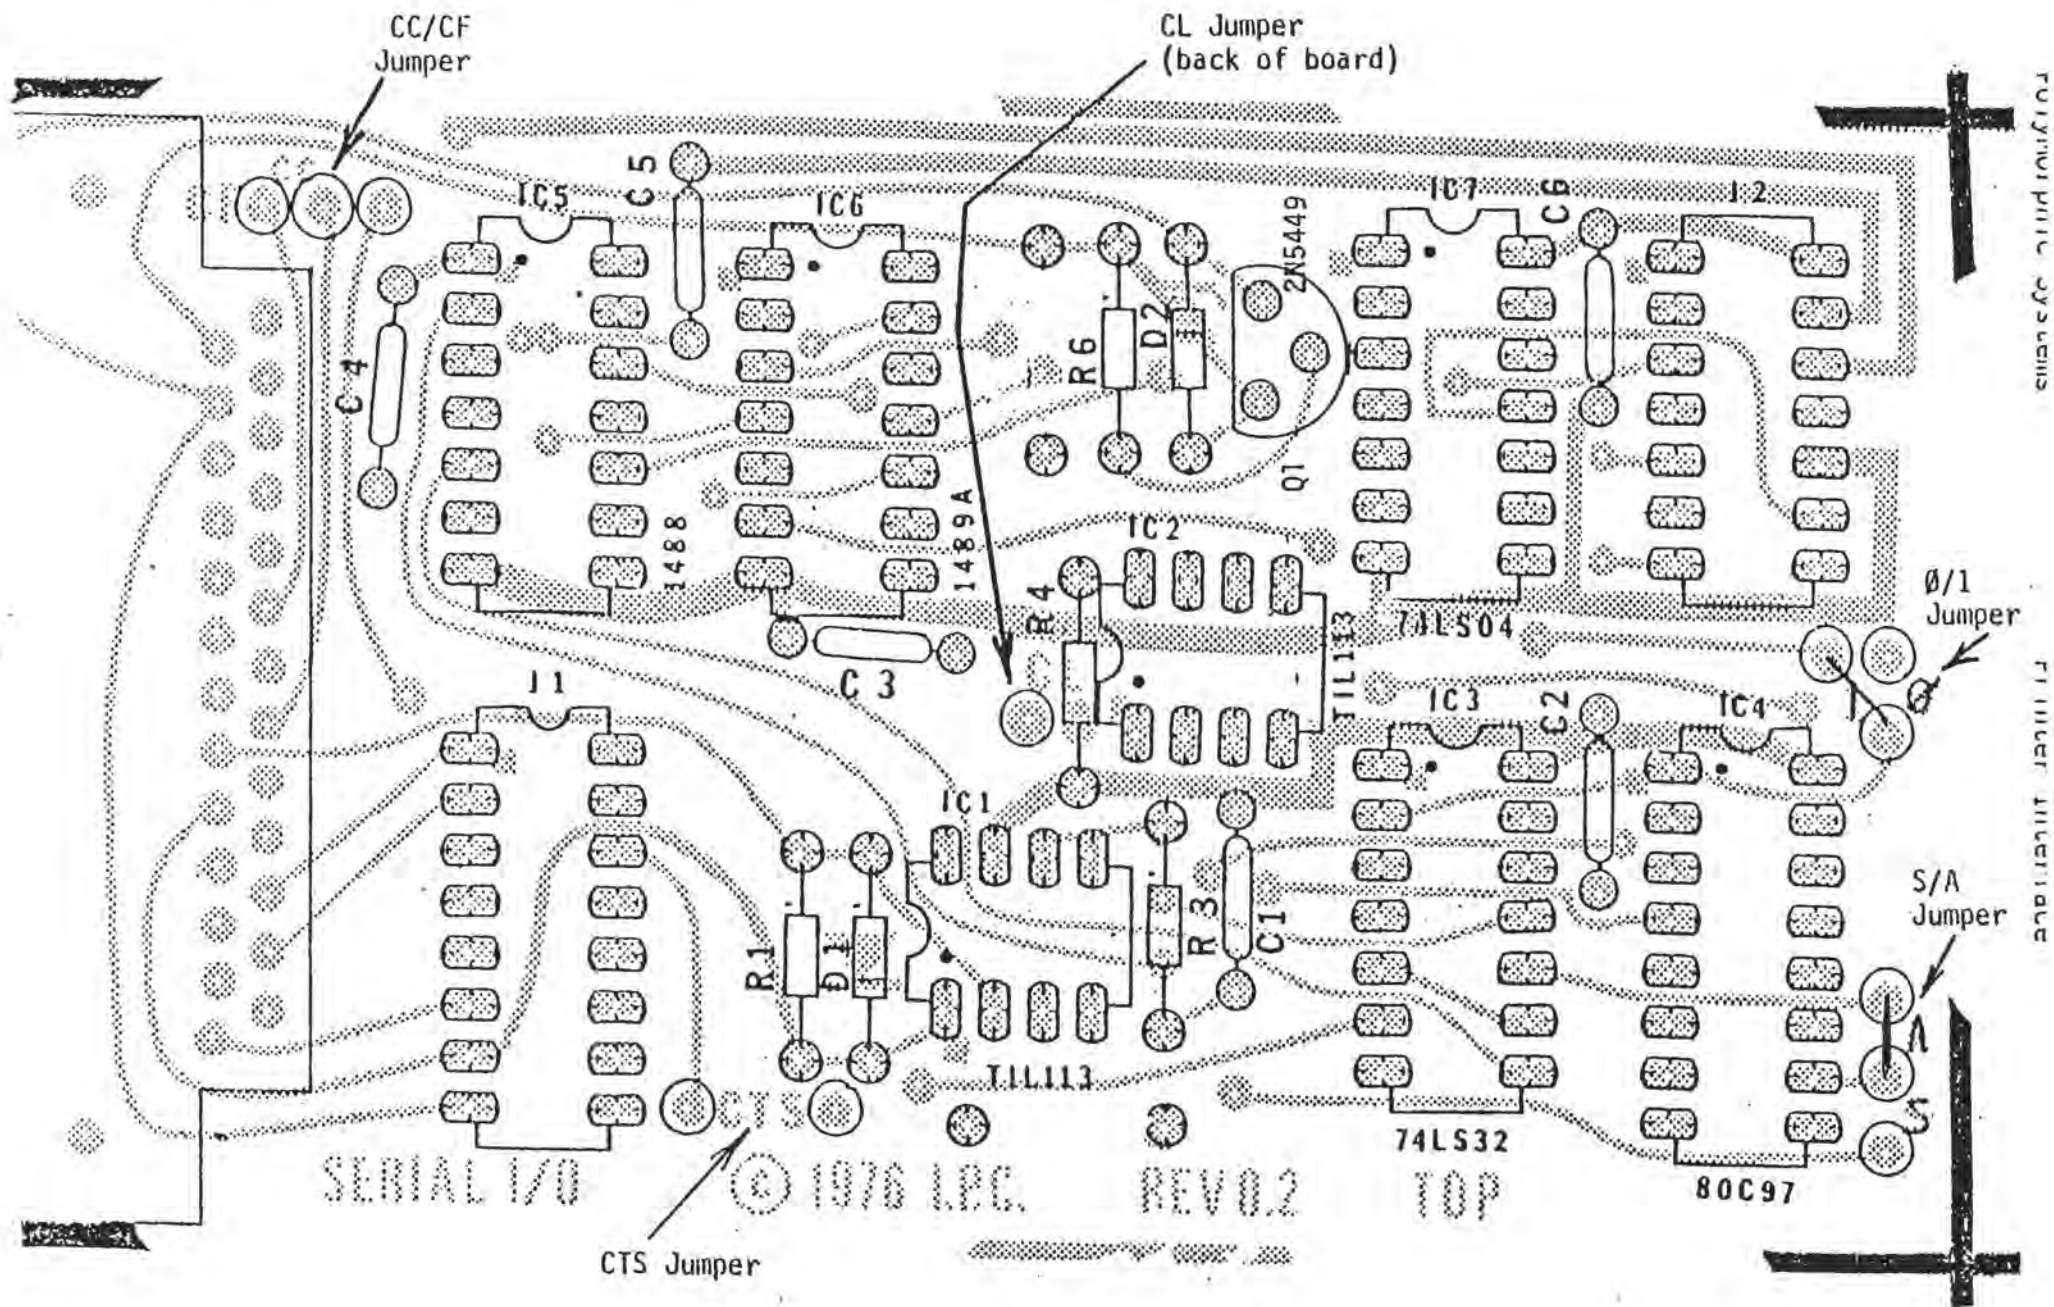 CC/CF
Jumper
CL Jumper
(back of board)
C5
IC5
IC6
2N5449
IC7
C6
J2
C4
R6
D2
Q1
1488
1489A
IC2
R4
TIL113
74LS04
Ø/1
Jumper
C3
J1
IC3
C2
IC4
1
Ø
IC1
S/A
Jumper
R1
D1
R3
C1
A
S
CTS
TIL113
74LS32
80C97
SERIAL I/O
© 1976 I.P.C.
REV 0.2
TOP
CTS Jumper